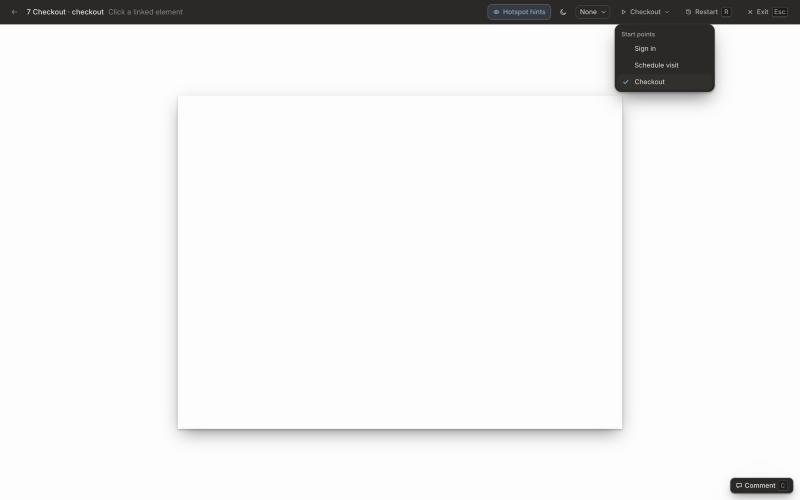 7 Checkout · checkout Click a linked element Hotspot hints None Checkout Restart R Exit Esc
Start points
Sign in
Schedule visit
Checkout
Comment C